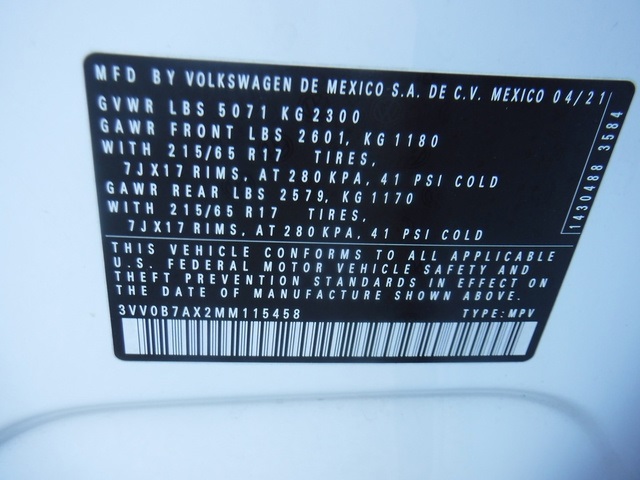 MFD BY VOLKSWAGEN DE MEXICO S.A. DE C.V. MEXICO 04/21
GVWR LBS 5071 KG 2300
GAWR FRONT LBS 2601, KG 1180
WITH 215/65 R17 TIRES,
7JX17 RIMS, AT 280 KPA, 41 PSI COLD
GAWR REAR LBS 2579, KG 1170
WITH 215/65 R17 TIRES,
7JX17 RIMS, AT 280 KPA, 41 PSI COLD
THIS VEHICLE CONFORMS TO ALL APPLICABLE
U.S. FEDERAL MOTOR VEHICLE SAFETY AND
THEFT PREVENTION STANDARDS IN EFFECT ON
THE DATE OF MANUFACTURE SHOWN ABOVE
3VV0B7AX2MM115458 TYPE: MPV
1430488 3584